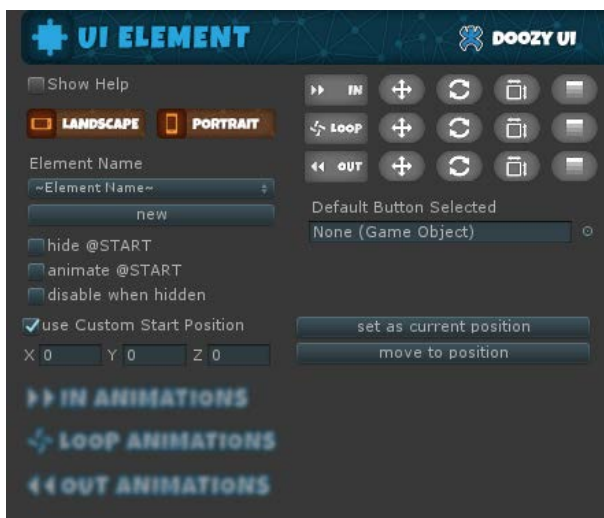 UI ELEMENT
DOOZY UI
Show Help
LANDSCAPE
PORTRAIT
IN
LOOP
OUT
Element Name
~Element Name~
new
Default Button Selected
None (Game Object)
hide @START
animate @START
disable when hidden
use Custom Start Position
set as current position
X 0 Y 0 Z 0
move to position
IN ANIMATIONS
LOOP ANIMATIONS
OUT ANIMATIONS